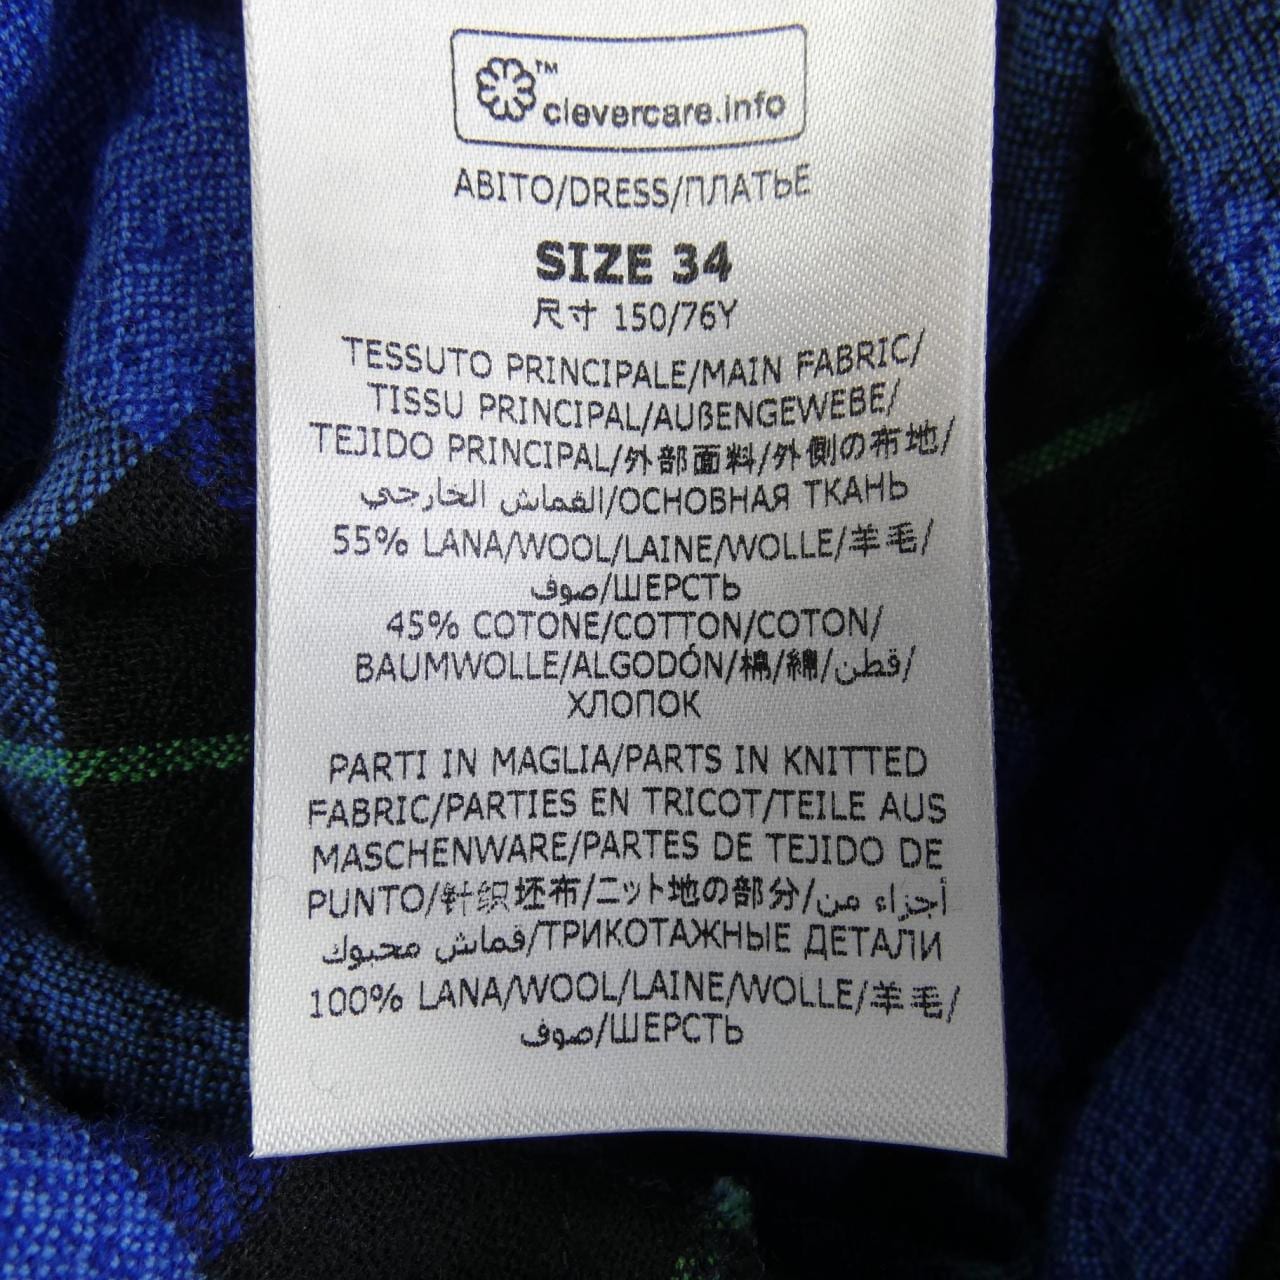 ™
clevercare.info
ABITO/DRESS/ПЛАТЬЕ
SIZE 34
尺寸 150/76Y
TESSUTO PRINCIPALE/MAIN FABRIC/
TISSU PRINCIPAL/AUßENGEWEBE/
TEJIDO PRINCIPAL/外部面料/外側の布地/
القماش الخارجي/ОСНОВНАЯ ТКАНЬ
55% LANA/WOOL/LAINE/WOLLE/羊毛/
صوف/ШЕРСТЬ
45% COTONE/COTTON/COTON/
BAUMWOLLE/ALGODÓN/棉/綿/قطن/
ХЛОПОК
PARTI IN MAGLIA/PARTS IN KNITTED
FABRIC/PARTIES EN TRICOT/TEILE AUS
MASCHENWARE/PARTES DE TEJIDO DE
PUNTO/针织坯布/ニット地の部分/أجزاء من
قماش محبوك/ТРИКОТАЖНЫЕ ДЕТАЛИ
100% LANA/WOOL/LAINE/WOLLE/羊毛/
صوف/ШЕРСТЬ